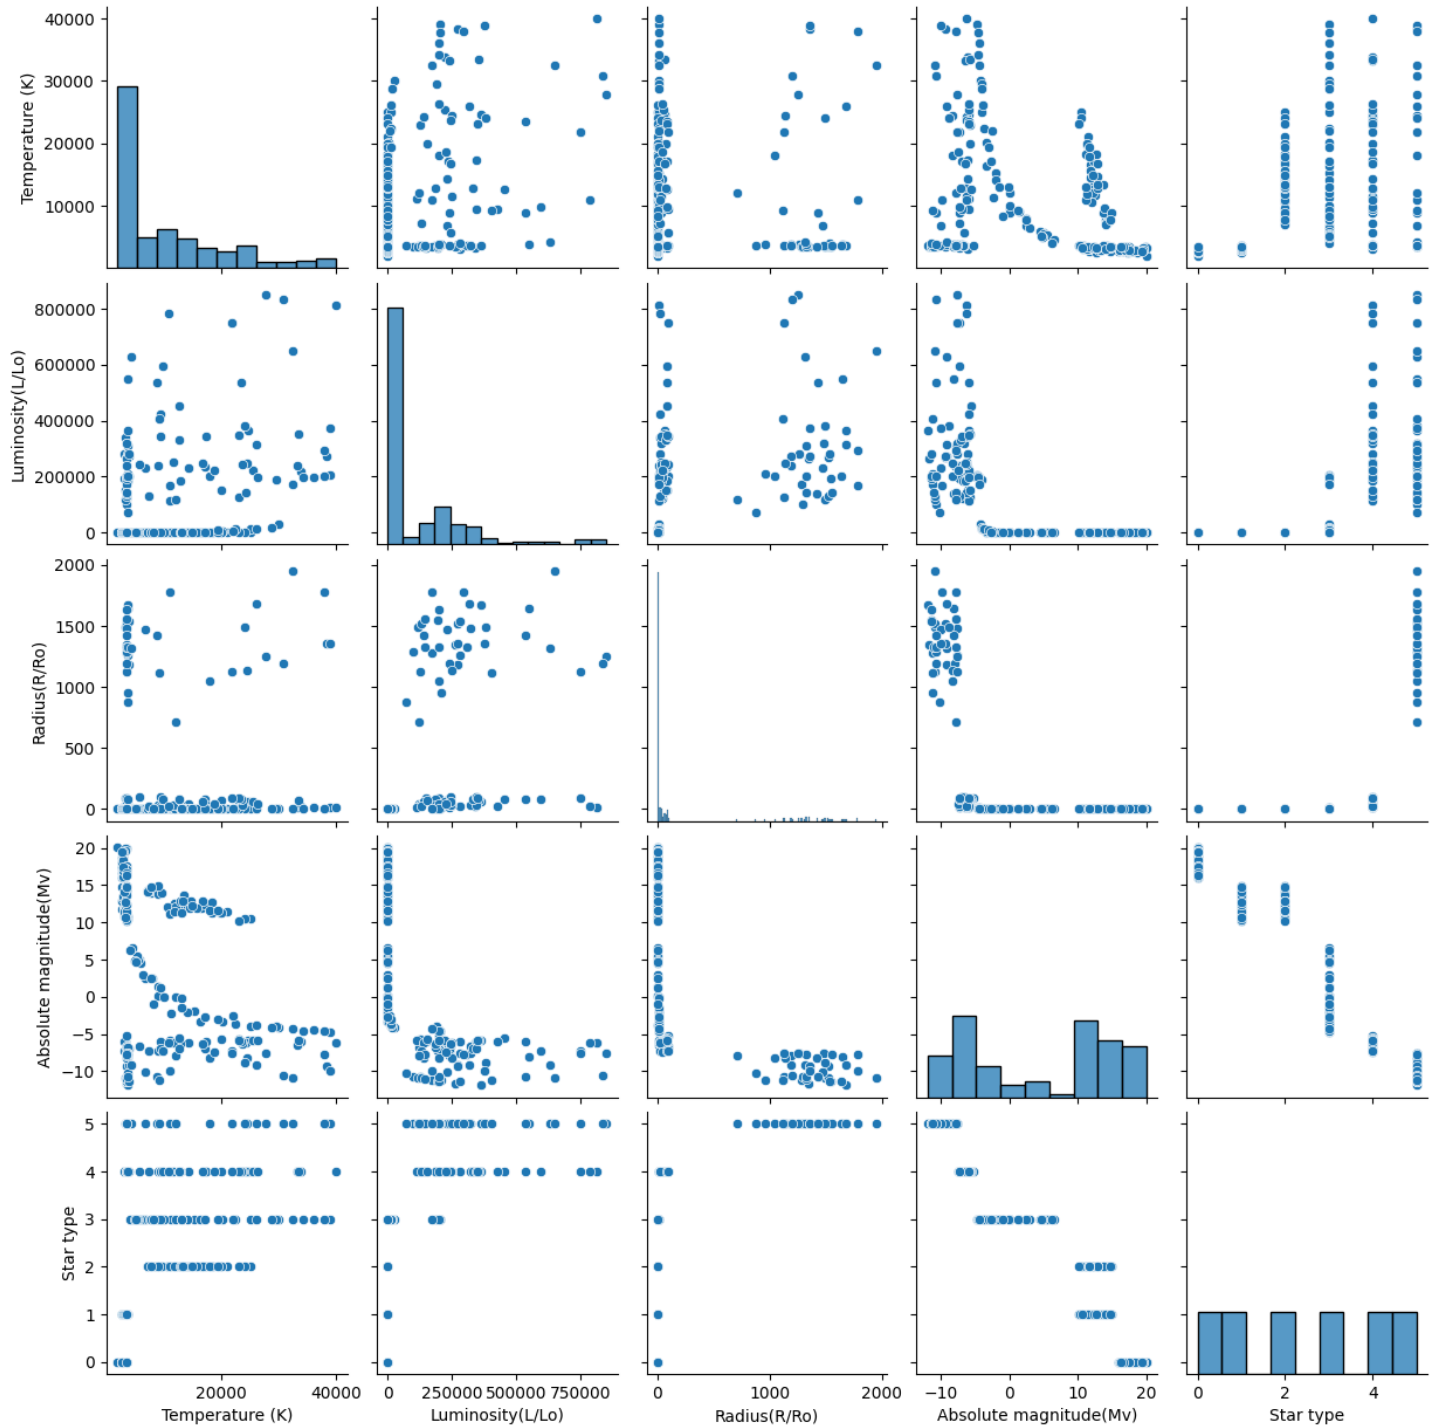 40000
30000
20000
10000
Temperature (K)
800000
600000
400000
200000
0
Luminosity(L/Lo)
2000
1500
1000
500
0
Radius(R/Ro)
20
15
10
5
0
−5
−10
Absolute magnitude(Mv)
5
4
3
2
1
0
Star type
20000 40000
Temperature (K)
0 250000 500000 750000
Luminosity(L/Lo)
0 1000 2000
Radius(R/Ro)
−10 0 10 20
Absolute magnitude(Mv)
0 2 4
Star type